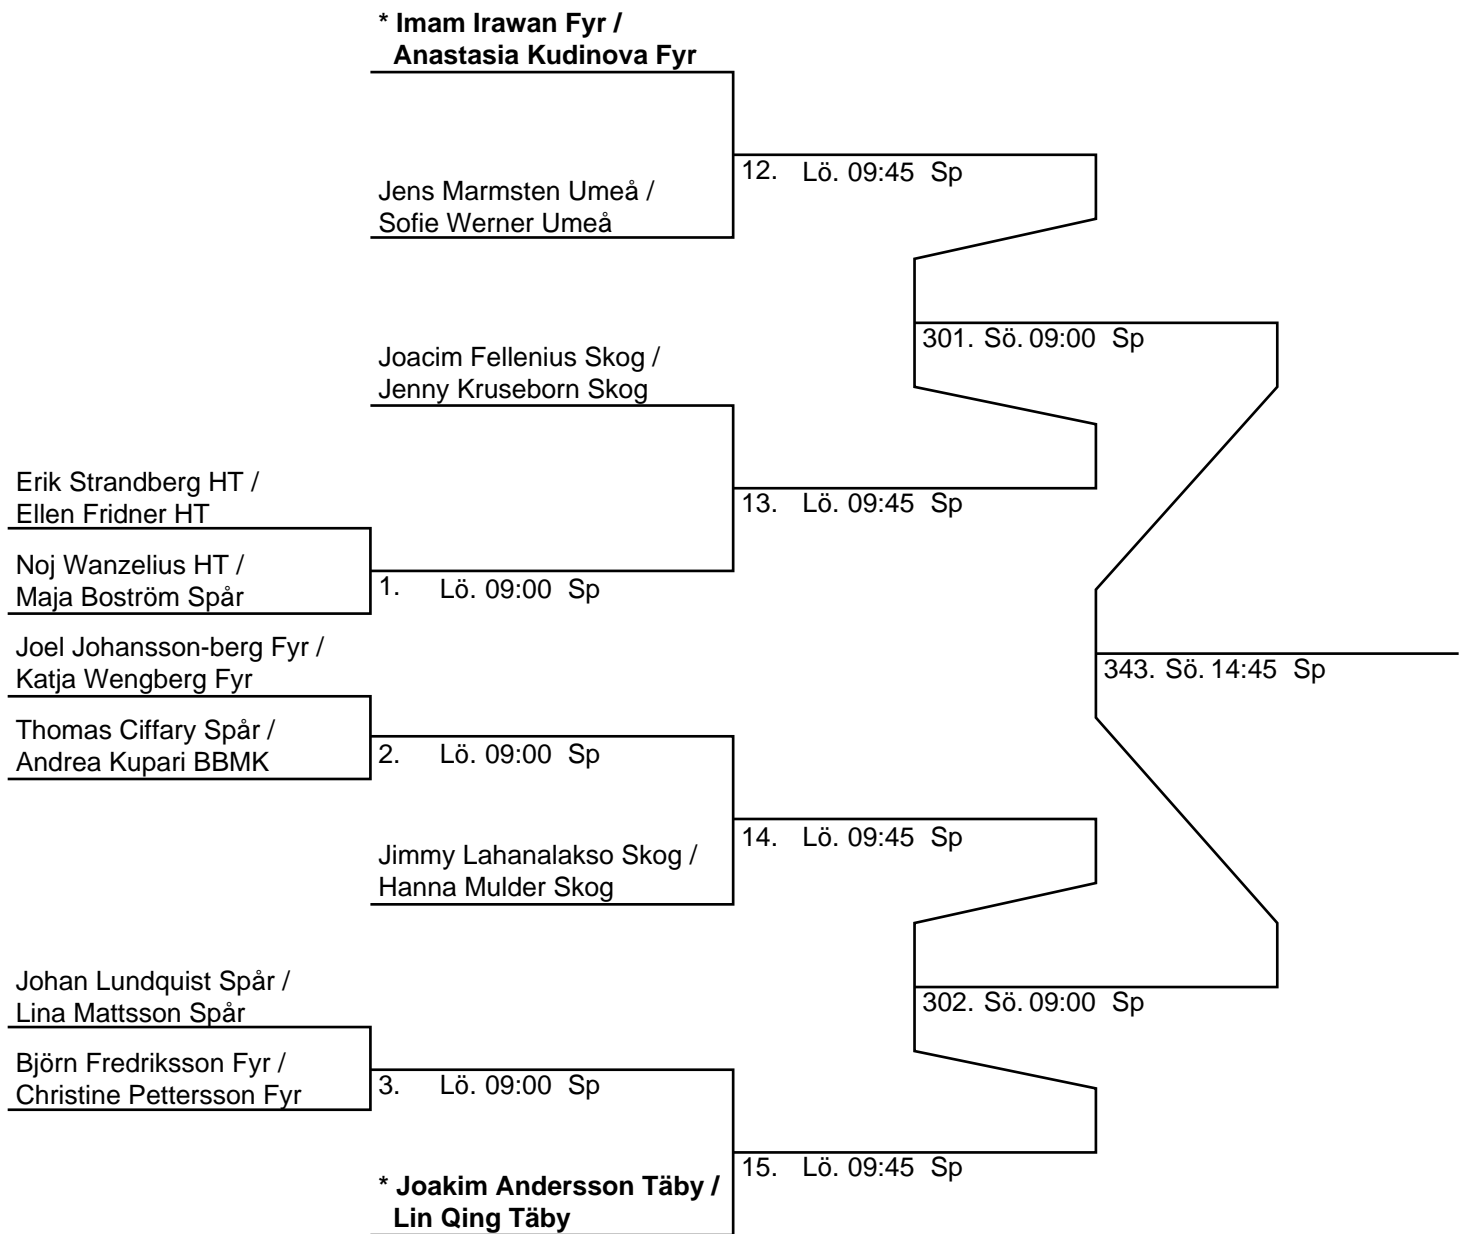 * Imam Irawan Fyr /
Anastasia Kudinova Fyr
12. Lö. 09:45 Sp
Jens Marmsten Umeå /
Sofie Werner Umeå
301. Sö. 09:00 Sp
Joacim Fellenius Skog /
Jenny Kruseborn Skog
Erik Strandberg HT /
Ellen Fridner HT
13. Lö. 09:45 Sp
Noj Wanzelius HT /
Maja Boström Spår
1. Lö. 09:00 Sp
Joel Johansson-berg Fyr /
Katja Wengberg Fyr
343. Sö. 14:45 Sp
Thomas Ciffary Spår /
Andrea Kupari BBMK
2. Lö. 09:00 Sp
14. Lö. 09:45 Sp
Jimmy Lahanalakso Skog /
Hanna Mulder Skog
Johan Lundquist Spår /
Lina Mattsson Spår
302. Sö. 09:00 Sp
Björn Fredriksson Fyr /
Christine Pettersson Fyr
3. Lö. 09:00 Sp
15. Lö. 09:45 Sp
* Joakim Andersson Täby /
Lin Qing Täby